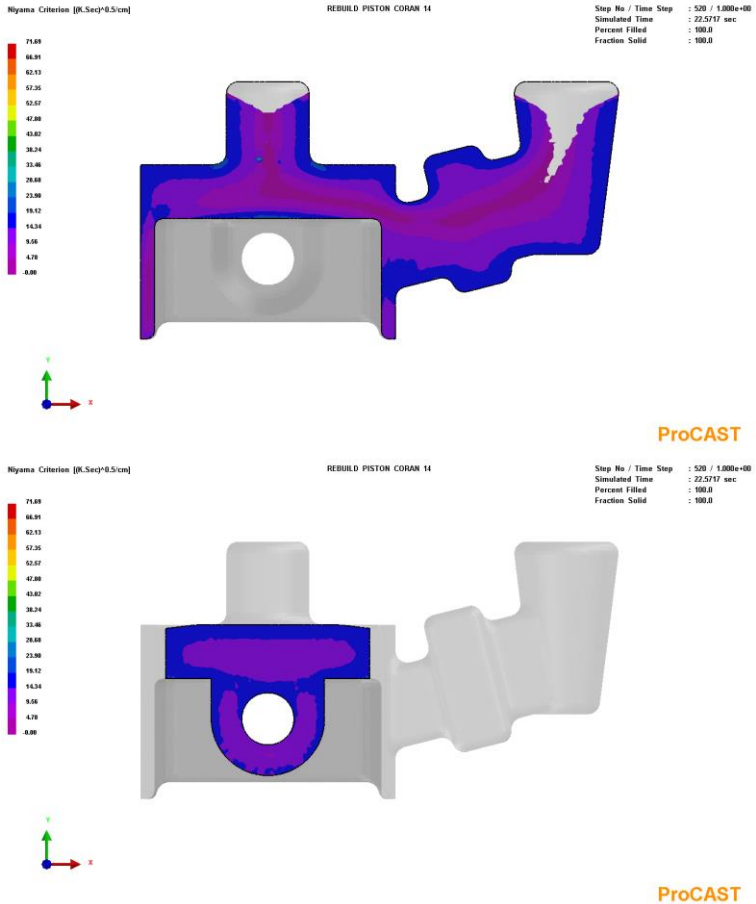 Niyama Criterion [(K.Sec)^0.5/cm]
REBUILD PISTON CORAN 14
Step No / Time Step : 520 / 1.000e+00
Simulated Time : 22.5717 sec
Percent Filled : 100.0
Fraction Solid : 100.0
71.69
66.91
62.13
57.35
52.57
47.80
43.02
38.24
33.46
28.68
23.90
19.12
14.34
9.56
4.78
-0.00
Y
X
ProCAST
Niyama Criterion [(K.Sec)^0.5/cm]
REBUILD PISTON CORAN 14
Step No / Time Step : 520 / 1.000e+00
Simulated Time : 22.5717 sec
Percent Filled : 100.0
Fraction Solid : 100.0
71.69
66.91
62.13
57.35
52.57
47.80
43.02
38.24
33.46
28.68
23.90
19.12
14.34
9.56
4.78
-0.00
Y
X
ProCAST